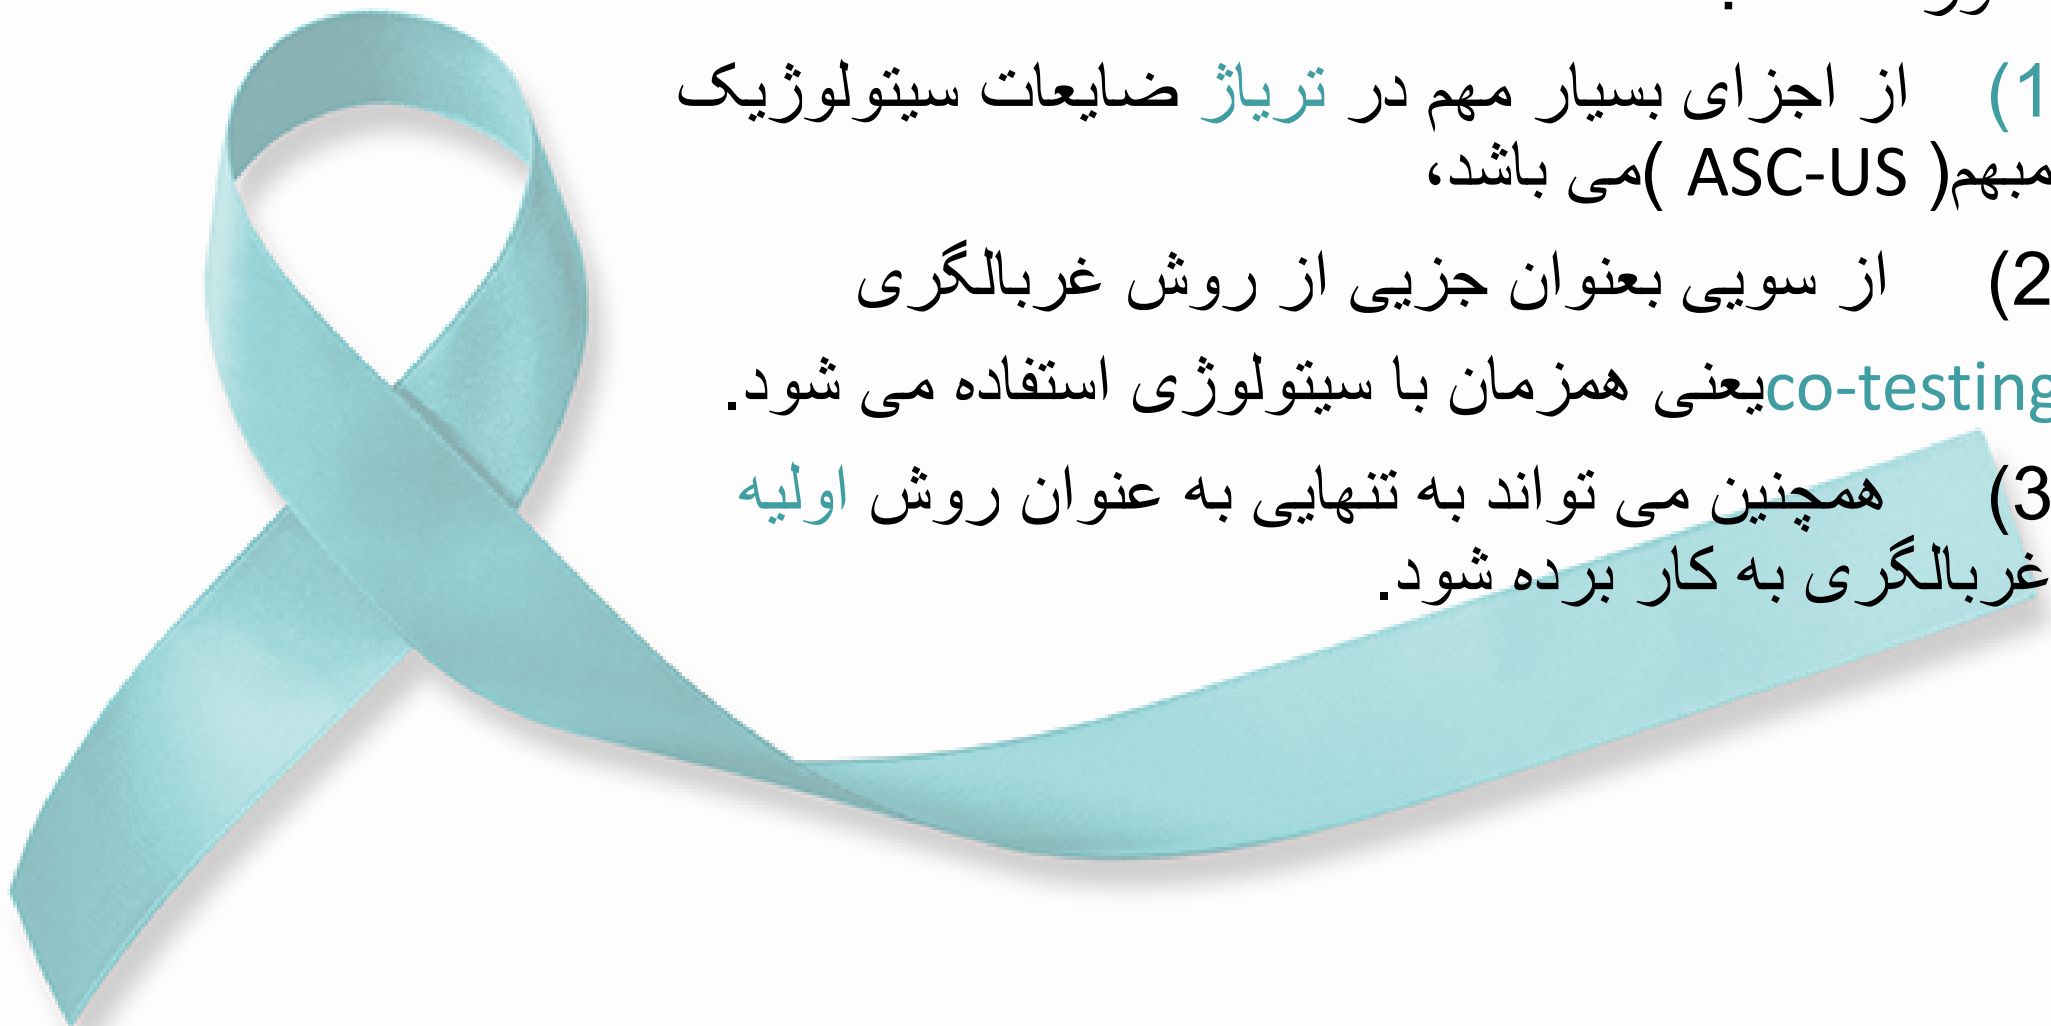 1) از اجزای بسیار مهم در تریاژ ضایعات سیتولوژیک
مبهم( ASC-US )می باشد،
2) از سویی بعنوان جزیی از روش غربالگری
co-testingیعنی همزمان با سیتولوژی استفاده می شود.
3) همچنین می تواند به تنهایی به عنوان روش اولیه
غربالگری به کار برده شود.